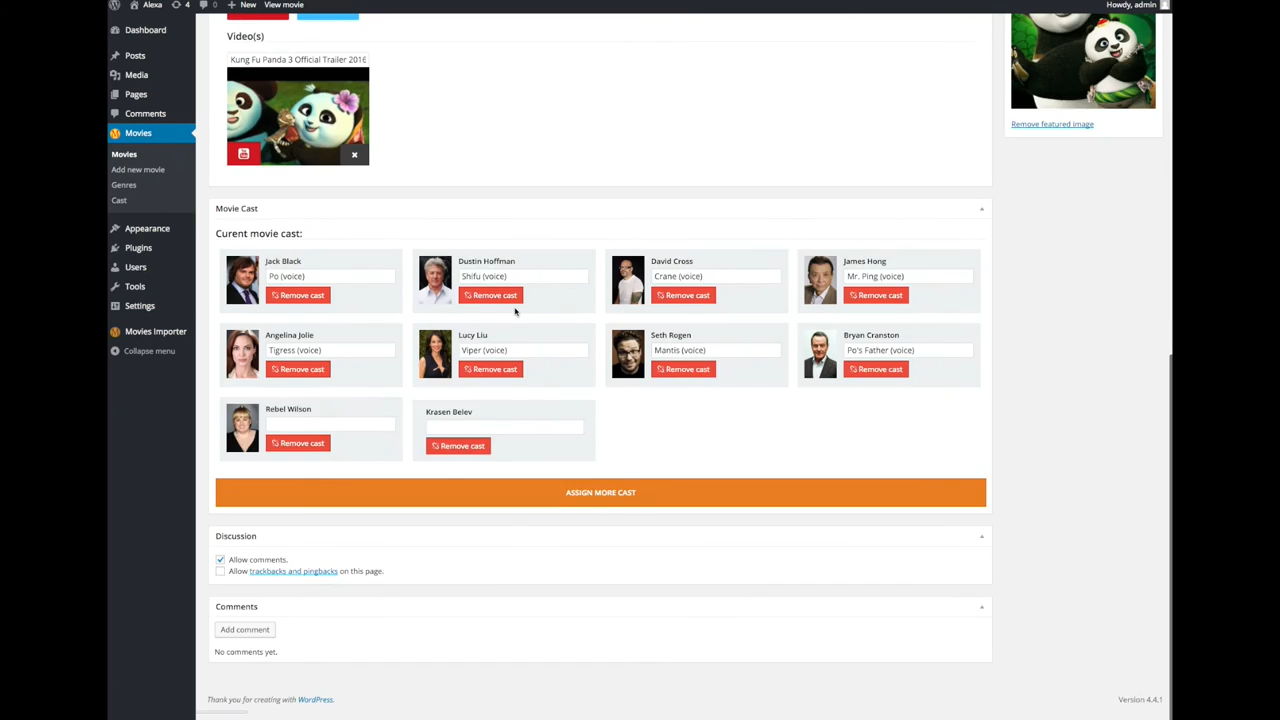 Alexa
4
0
New
View movie
Howdy, admin
Dashboard
Posts
Media
Pages
Comments
Movies
Movies
Add new movie
Genres
Cast
Appearance
Plugins
Users
Tools
Settings
Movies Importer
Collapse menu
Video(s)
Kung Fu Panda 3 Official Trailer 2016
Remove featured image
Movie Cast
Curent movie cast:
Jack Black
Po (voice)
Remove cast
Dustin Hoffman
Shifu (voice)
Remove cast
David Cross
Crane (voice)
Remove cast
James Hong
Mr. Ping (voice)
Remove cast
Angelina Jolie
Tigress (voice)
Remove cast
Lucy Liu
Viper (voice)
Remove cast
Seth Rogen
Mantis (voice)
Remove cast
Bryan Cranston
Po's Father (voice)
Remove cast
Rebel Wilson
Remove cast
Krasen Belev
Remove cast
ASSIGN MORE CAST
Discussion
Allow comments.
Allow trackbacks and pingbacks on this page.
Comments
Add comment
No comments yet.
Thank you for creating with WordPress.
Version 4.4.1